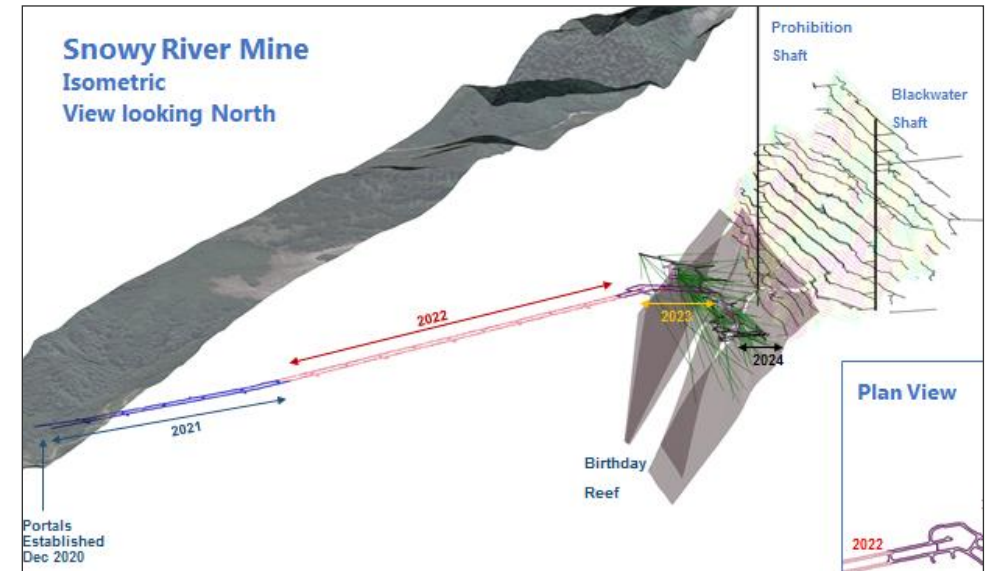 Snowy River Mine
Isometric
View looking North
Prohibition
Shaft
Blackwater
Shaft
2022
2023
2024
2021
Birthday
Reef
Portals
Established
Dec 2020
Plan View
2022